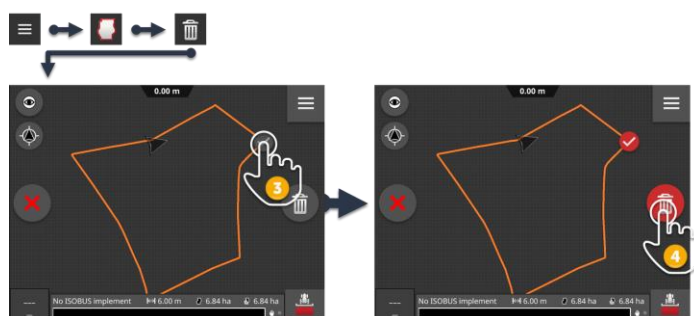 0.00 m
3
--- No ISOBUS implement 6.00 m 6.84 ha 6.84 ha
0.00 m
4
--- No ISOBUS implement 6.00 m 6.84 ha 6.84 ha